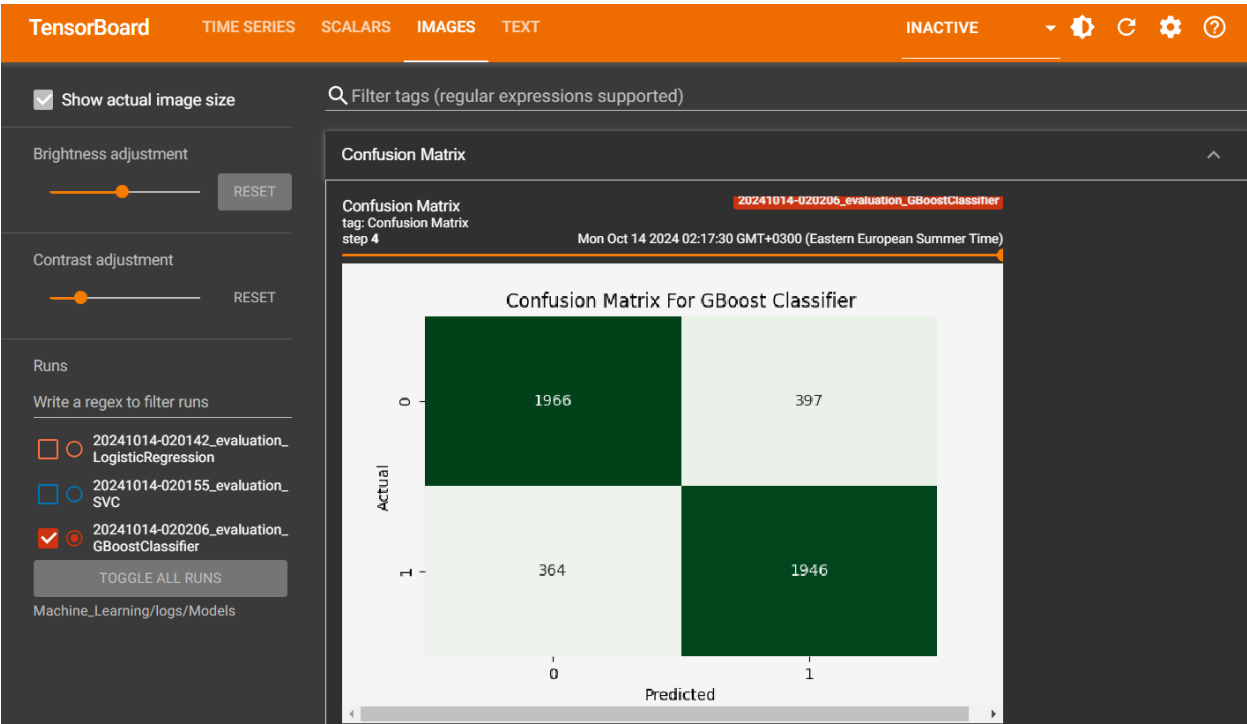 TensorBoard TIME SERIES SCALARS IMAGES TEXT INACTIVE
Show actual image size
Brightness adjustment
RESET
Contrast adjustment
RESET
Runs
Write a regex to filter runs
20241014-020142_evaluation_
LogisticRegression
20241014-020155_evaluation_
SVC
20241014-020206_evaluation_
GBoostClassifier
TOGGLE ALL RUNS
Machine_Learning/logs/Models
Filter tags (regular expressions supported)
Confusion Matrix
Confusion Matrix
20241014-020206_evaluation_GBoostClassifier
tag: Confusion Matrix
step 4 Mon Oct 14 2024 02:17:30 GMT+0300 (Eastern European Summer Time)
Confusion Matrix For GBoost Classifier
0 1966 397
Actual
1 364 1946
0 1
Predicted